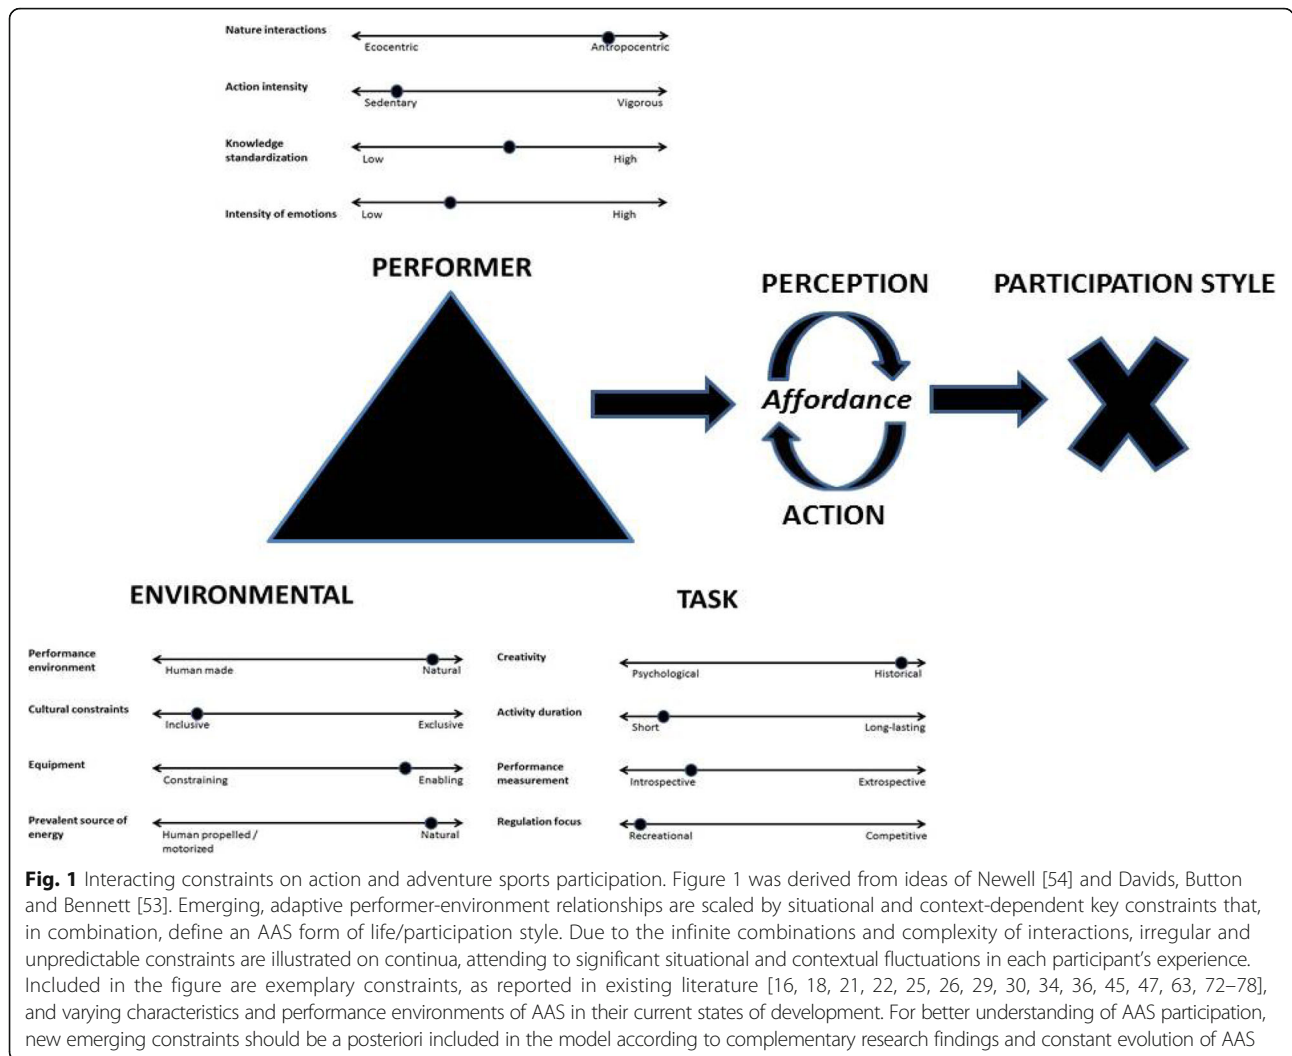 Nature interactions
Ecocentric
Antropocentric
Action intensity
Sedentary
Vigorous
Knowledge
standardization
Low
High
Intensity of emotions
Low
High
PERFORMER
PERCEPTION
PARTICIPATION STYLE
Affordance
ACTION
ENVIRONMENTAL
TASK
Performance
environment
Human made
Natural
Cultural constraints
Inclusive
Exclusive
Equipment
Constraining
Enabling
Prevalent source of
energy
Human propelled /
motorized
Natural
Creativity
Psychological
Historical
Activity duration
Short
Long-lasting
Performance
measurement
Introspective
Extrospective
Regulation focus
Recreational
Competitive
Fig. 1 Interacting constraints on action and adventure sports participation. Figure 1 was derived from ideas of Newell [54] and Davids, Button
and Bennett [53]. Emerging, adaptive performer-environment relationships are scaled by situational and context-dependent key constraints that,
in combination, define an AAS form of life/participation style. Due to the infinite combinations and complexity of interactions, irregular and
unpredictable constraints are illustrated on continua, attending to significant situational and contextual fluctuations in each participant's experience.
Included in the figure are exemplary constraints, as reported in existing literature [16, 18, 21, 22, 25, 26, 29, 30, 34, 36, 45, 47, 63, 72–78],
and varying characteristics and performance environments of AAS in their current states of development. For better understanding of AAS participation,
new emerging constraints should be a posteriori included in the model according to complementary research findings and constant evolution of AAS